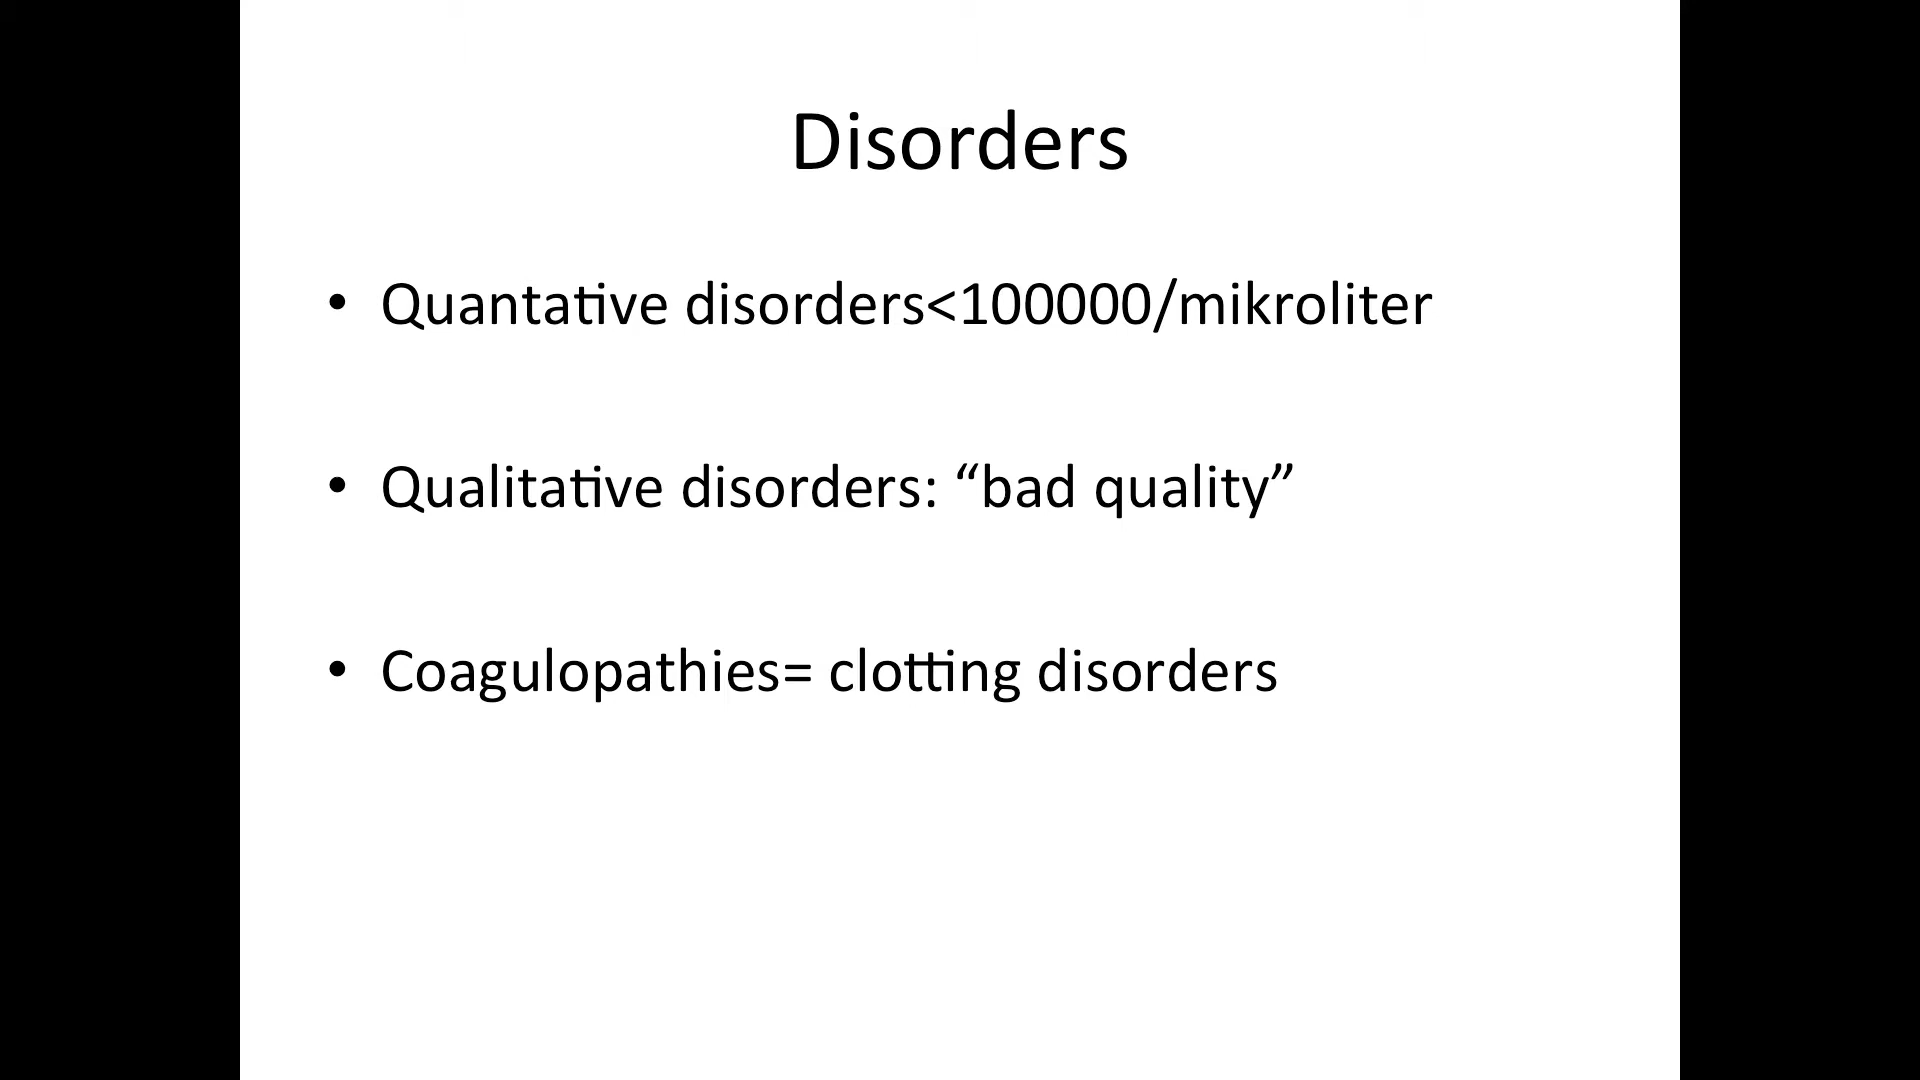 Disorders
• Quantative disorders<100000/mikroliter
• Qualitative disorders: “bad quality”
• Coagulopathies= clotting disorders